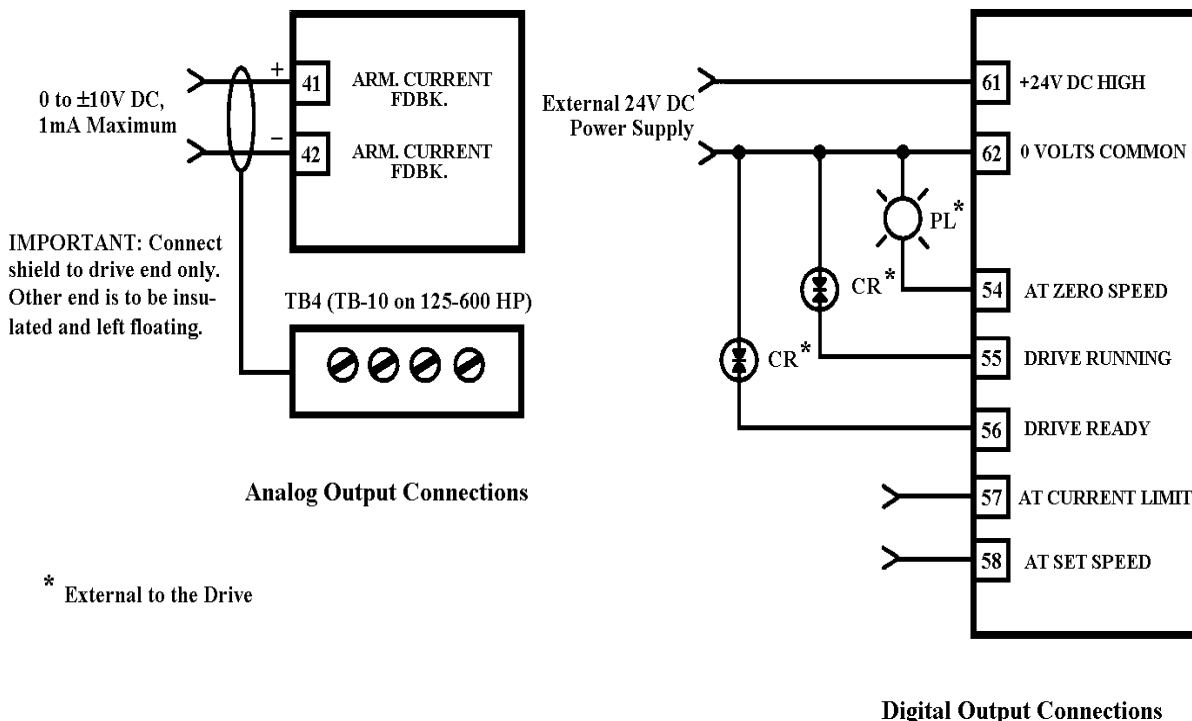 0 to ±10V DC,
1mA Maximum
+
41
ARM. CURRENT
FDBK.
−
42
ARM. CURRENT
FDBK.
IMPORTANT: Connect
shield to drive end only.
Other end is to be insu-
lated and left floating.
TB4 (TB-10 on 125-600 HP)
Analog Output Connections
* External to the Drive
External 24V DC
Power Supply
61 +24V DC HIGH
62 0 VOLTS COMMON
PL*
CR*
CR*
54 AT ZERO SPEED
55 DRIVE RUNNING
56 DRIVE READY
57 AT CURRENT LIMIT
58 AT SET SPEED
Digital Output Connections